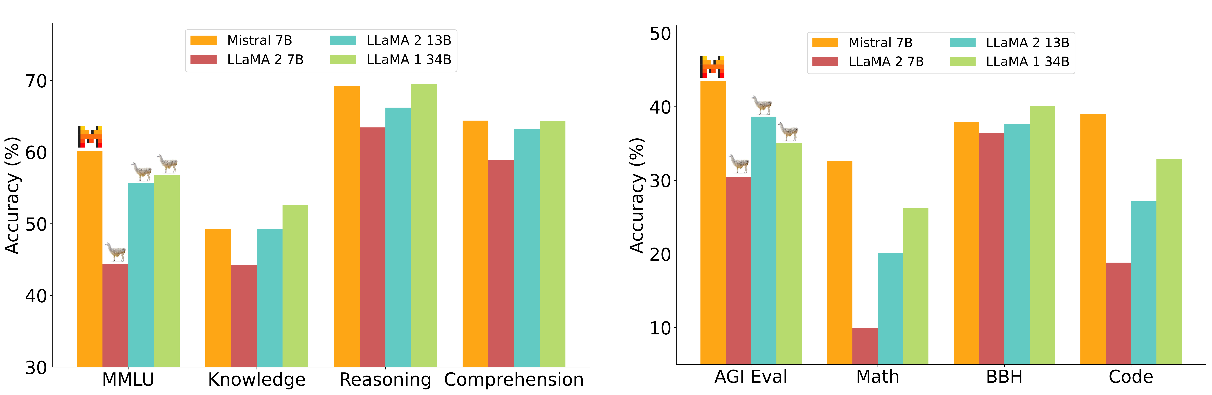 Mistral 7B
LLaMA 2 7B
LLaMA 2 13B
LLaMA 1 34B
Accuracy (%)
70
60
50
40
30
MMLU Knowledge Reasoning Comprehension
Mistral 7B
LLaMA 2 7B
LLaMA 2 13B
LLaMA 1 34B
Accuracy (%)
50
40
30
20
10
AGI Eval Math BBH Code